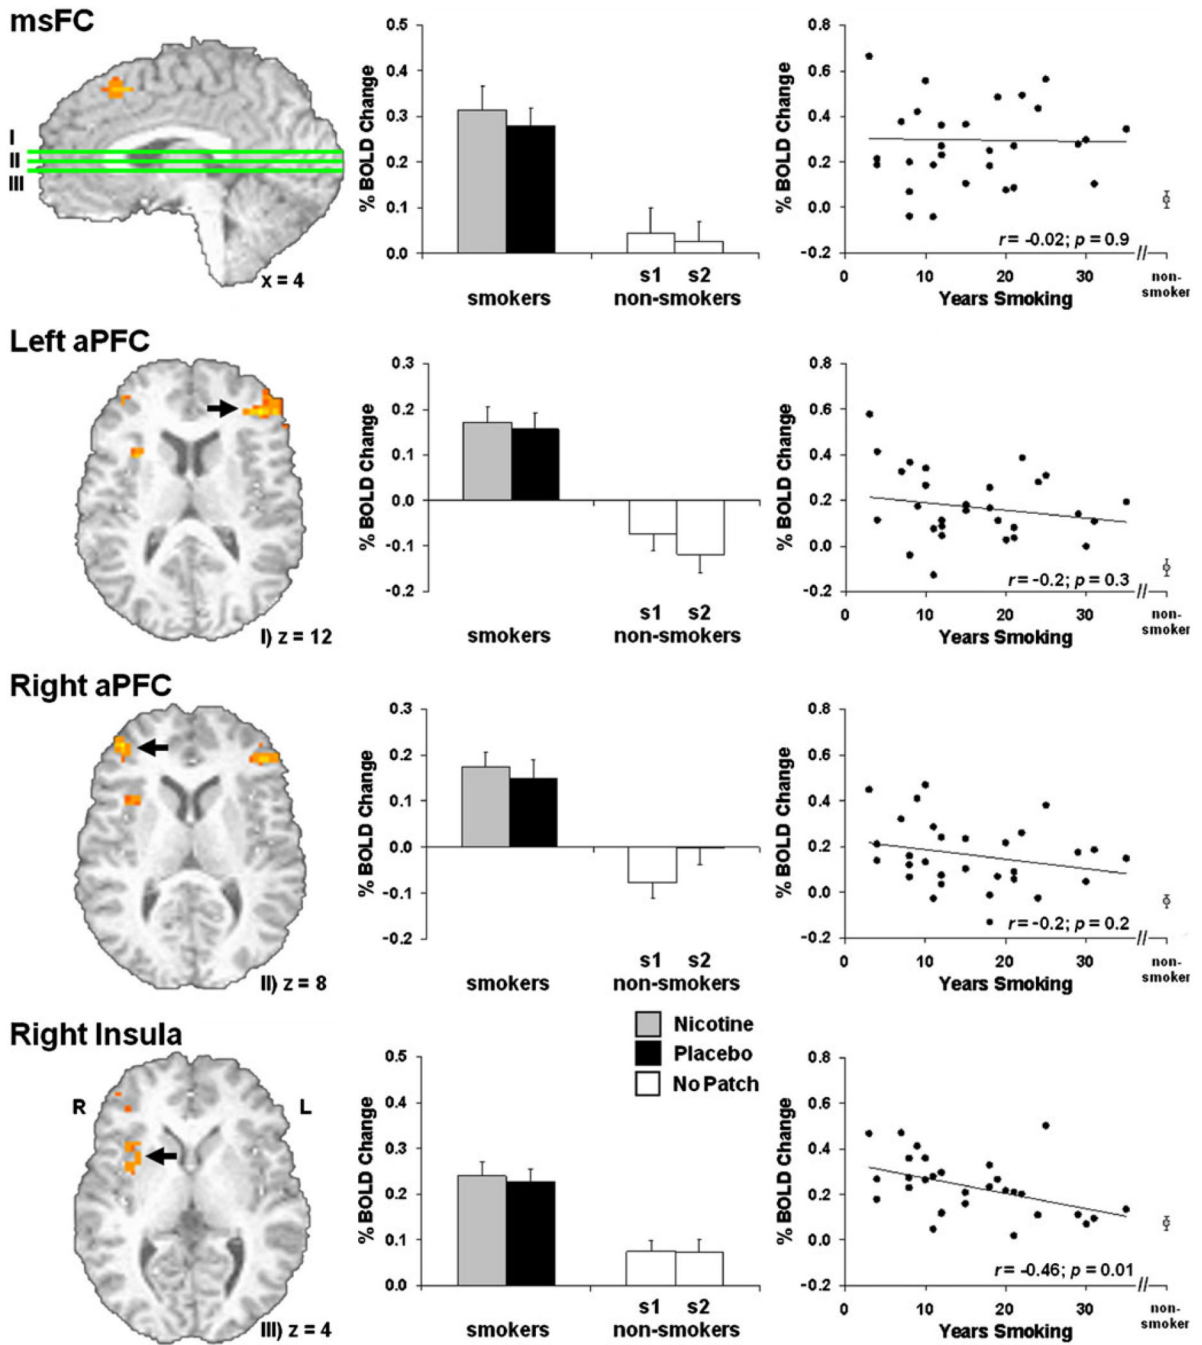 msFC
I
II
III
x = 4
% BOLD Change
0.5
0.4
0.3
0.2
0.1
0.0
s1 s2
smokers non-smokers
% BOLD Change
0.8
0.6
0.4
0.2
0.0
-0.2
r = -0.02; p = 0.9
0 10 20 30 //
Years Smoking
non-
smoker
Left aPFC
I) z = 12
% BOLD Change
0.3
0.2
0.1
0.0
-0.1
-0.2
s1 s2
smokers non-smokers
% BOLD Change
0.8
0.6
0.4
0.2
0.0
-0.2
r = -0.2; p = 0.3
0 10 20 30 //
Years Smoking
non-
smoker
Right aPFC
II) z = 8
% BOLD Change
0.3
0.2
0.1
0.0
-0.1
-0.2
s1 s2
smokers non-smokers
% BOLD Change
0.8
0.6
0.4
0.2
0.0
-0.2
r = -0.2; p = 0.2
0 10 20 30 //
Years Smoking
non-
smoker
Right Insula
R L
III) z = 4
Nicotine
Placebo
No Patch
% BOLD Change
0.5
0.4
0.3
0.2
0.1
0.0
s1 s2
smokers non-smokers
% BOLD Change
0.8
0.6
0.4
0.2
0.0
-0.2
r = -0.46; p = 0.01
0 10 20 30 //
Years Smoking
non-
smoker